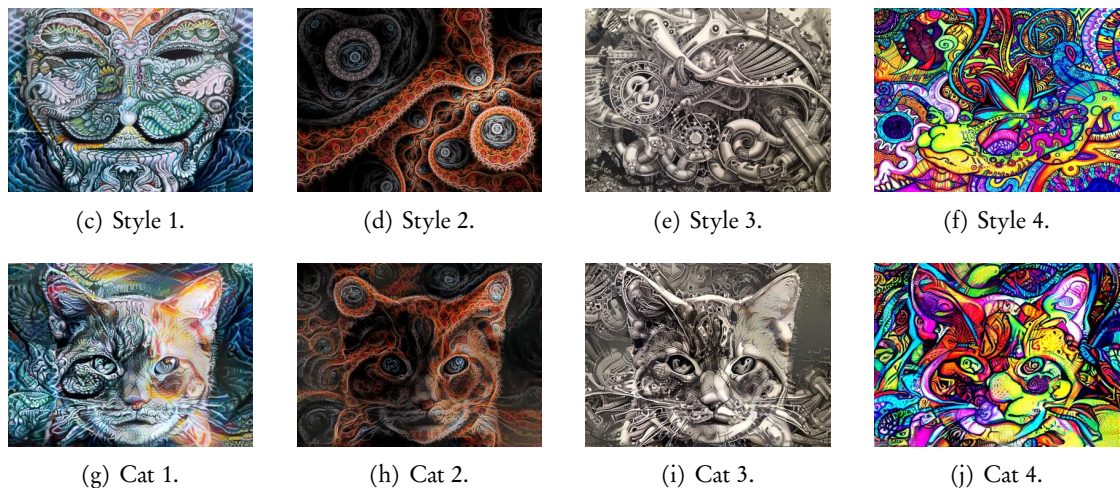 (c) Style 1.
(d) Style 2.
(e) Style 3.
(f) Style 4.
(g) Cat 1.
(h) Cat 2.
(i) Cat 3.
(j) Cat 4.